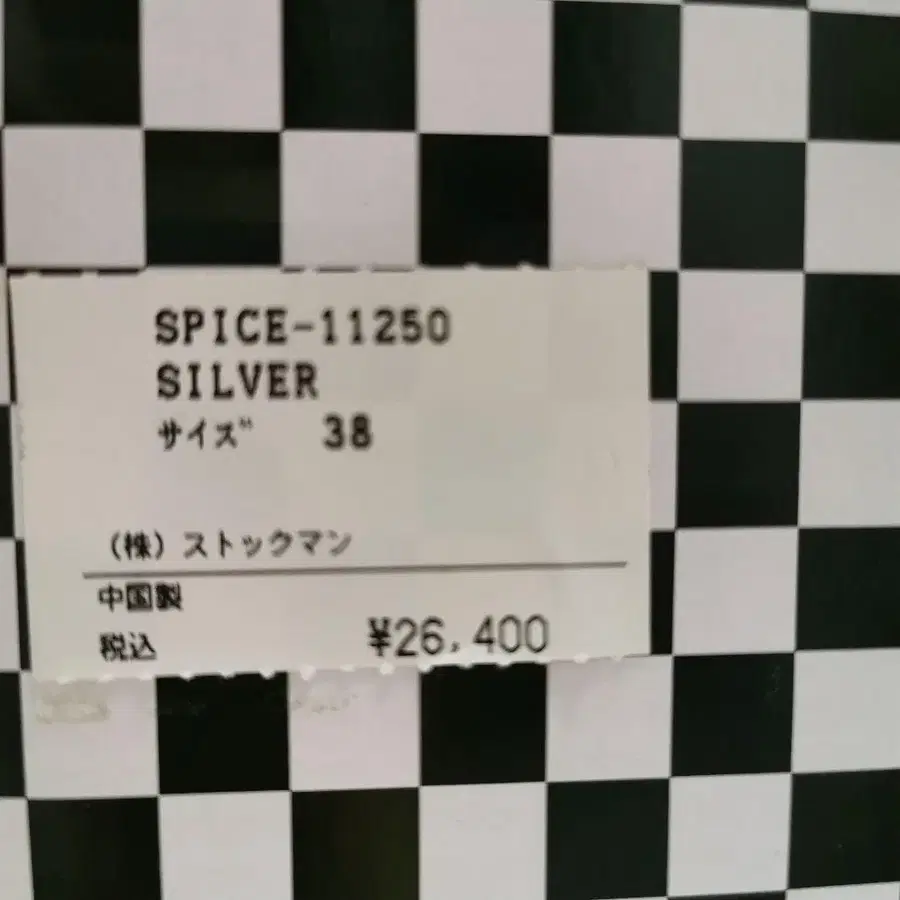 SPICE-11250
SILVER
サイズ 38
(株)ストックマン
中国製
税込 ¥26,400